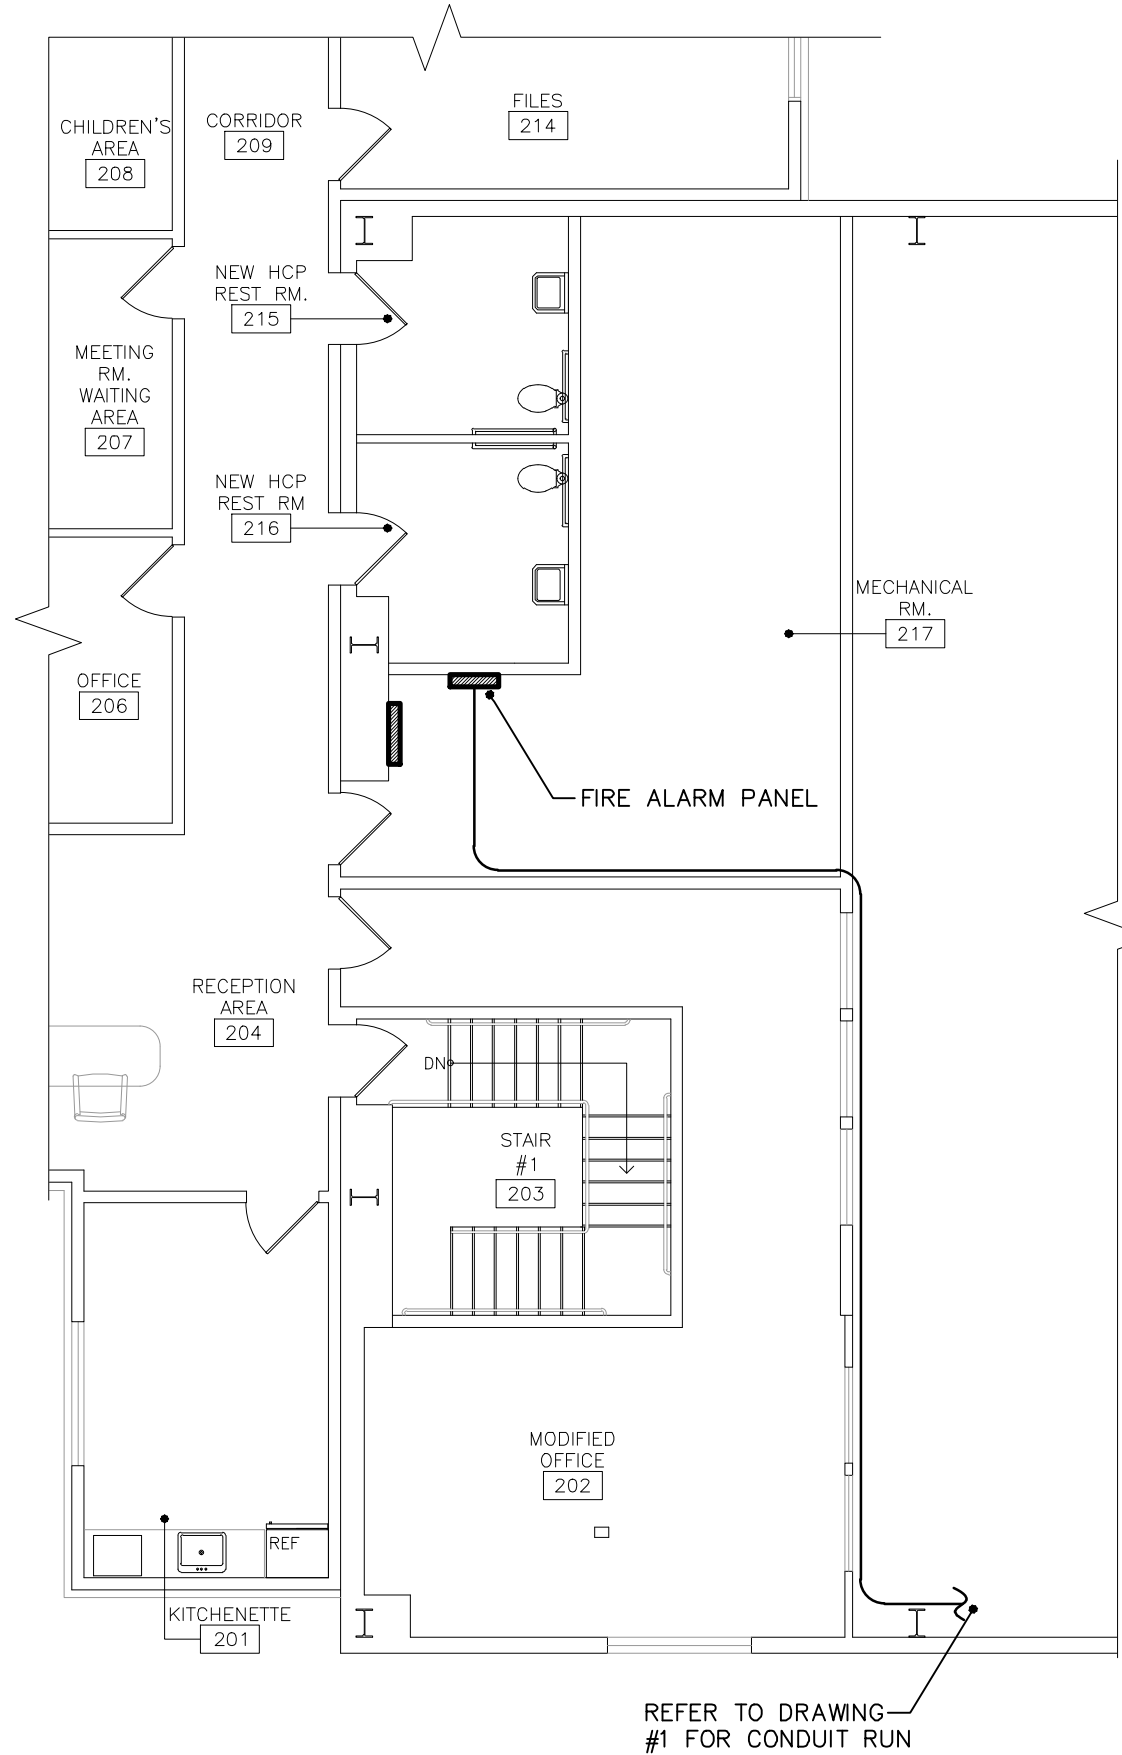 FILES
214
CORRIDOR
209
CHILDREN'S
AREA
208
NEW HCP
REST RM.
215
MEETING
RM.
WAITING
AREA
207
NEW HCP
REST RM
216
MECHANICAL
RM.
217
OFFICE
206
FIRE ALARM PANEL
RECEPTION
AREA
204
DN
STAIR
#1
203
MODIFIED
OFFICE
202
REF
KITCHENETTE
201
REFER TO DRAWING
#1 FOR CONDUIT RUN